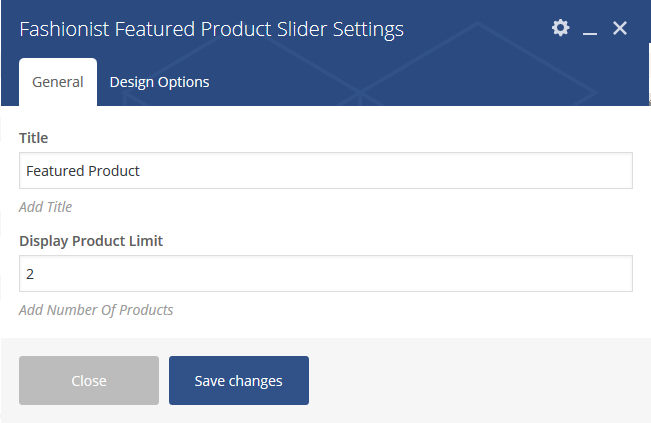 Fashionist Featured Product Slider Settings
General Design Options
Title
Featured Product
Add Title
Display Product Limit
2
Add Number Of Products
Close Save changes